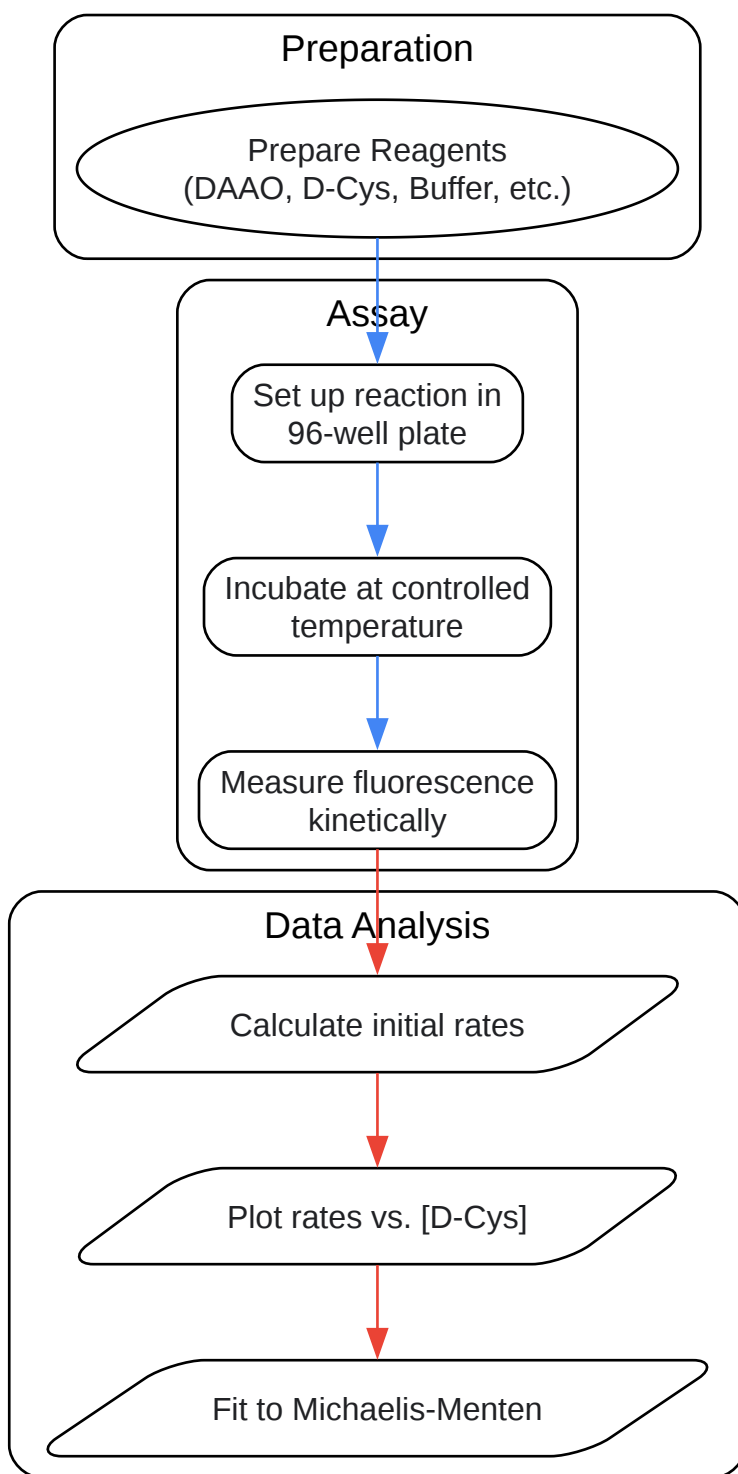 Preparation
Prepare Reagents
(DAAO, D-Cys, Buffer, etc.)
Assay
Set up reaction in
96-well plate
Incubate at controlled
temperature
Measure fluorescence
kinetically
Data Analysis
Calculate initial rates
Plot rates vs. [D-Cys]
Fit to Michaelis-Menten